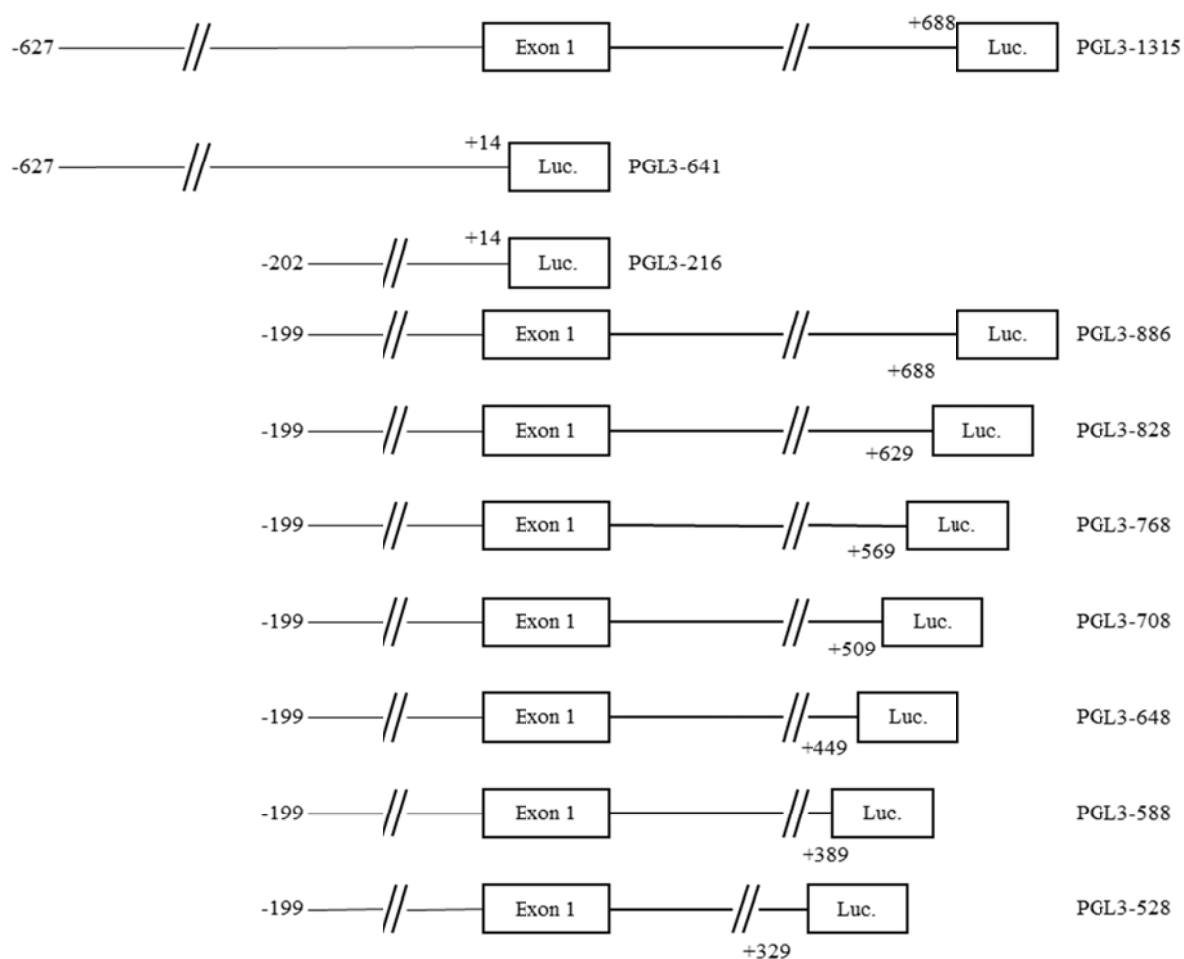 -627 Exon 1 +688 Luc. PGL3-1315
-627 +14 Luc. PGL3-641
-202 +14 Luc. PGL3-216
-199 Exon 1 +688 Luc. PGL3-886
-199 Exon 1 +629 Luc. PGL3-828
-199 Exon 1 +569 Luc. PGL3-768
-199 Exon 1 +509 Luc. PGL3-708
-199 Exon 1 +449 Luc. PGL3-648
-199 Exon 1 +389 Luc. PGL3-588
-199 Exon 1 +329 Luc. PGL3-528